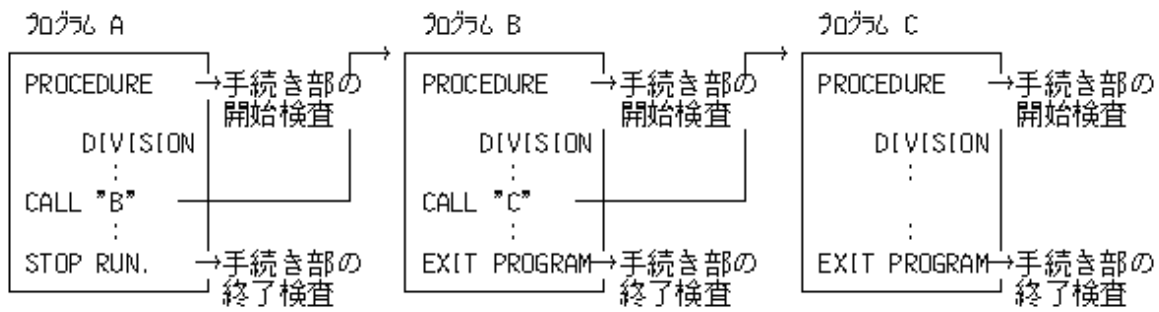 プログラム A
PROCEDURE
DIVISION
:
CALL "B"
:
STOP RUN.
→手続き部の
開始検査
→手続き部の
終了検査
プログラム B
PROCEDURE
DIVISION
:
CALL "C"
:
EXIT PROGRAM
→手続き部の
開始検査
→手続き部の
終了検査
プログラム C
PROCEDURE
DIVISION
:
:
EXIT PROGRAM
→手続き部の
開始検査
→手続き部の
終了検査